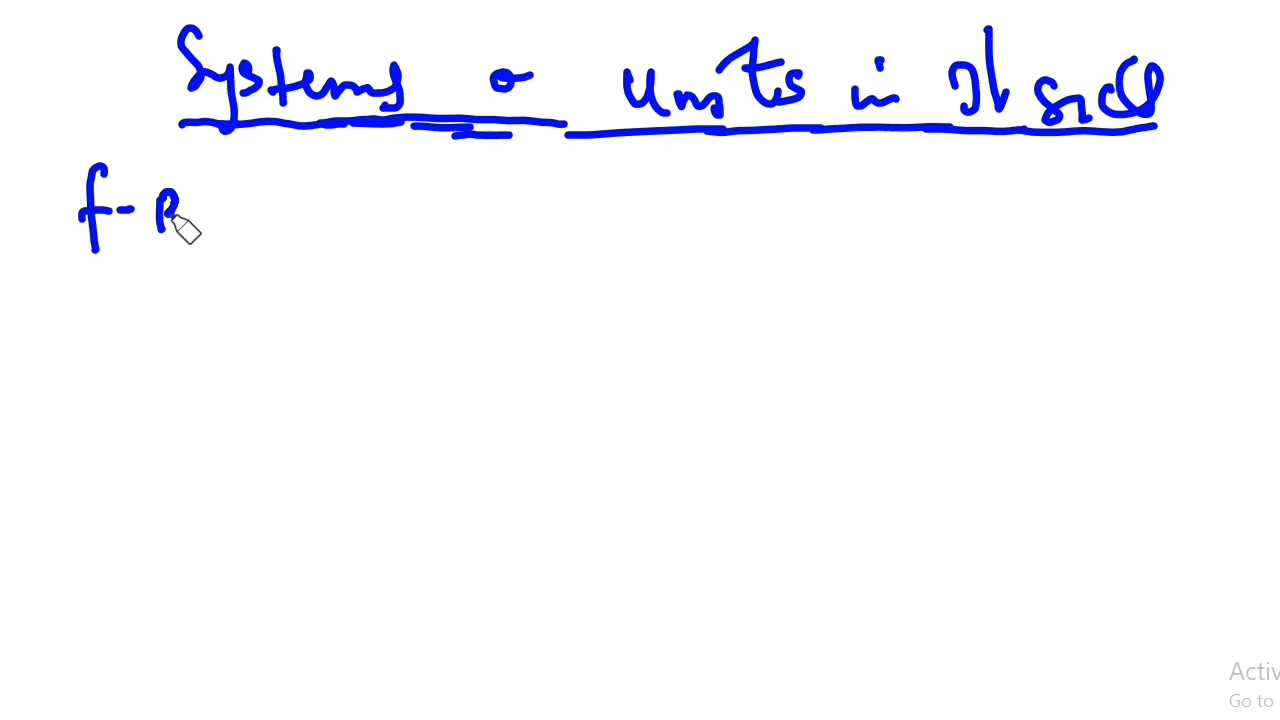 Systems o- units in
f- P
Activ
Go to